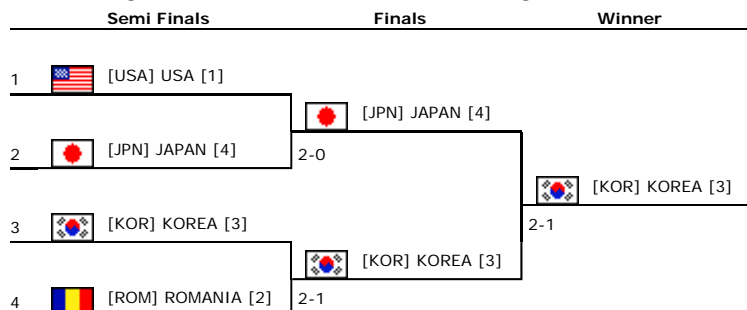 Semi Finals Finals Winner
1 [USA] USA [1]
[JPN] JAPAN [4]
2 [JPN] JAPAN [4] 2-0
[KOR] KOREA [3]
3 [KOR] KOREA [3] 2-1
[KOR] KOREA [3]
4 [ROM] ROMANIA [2] 2-1